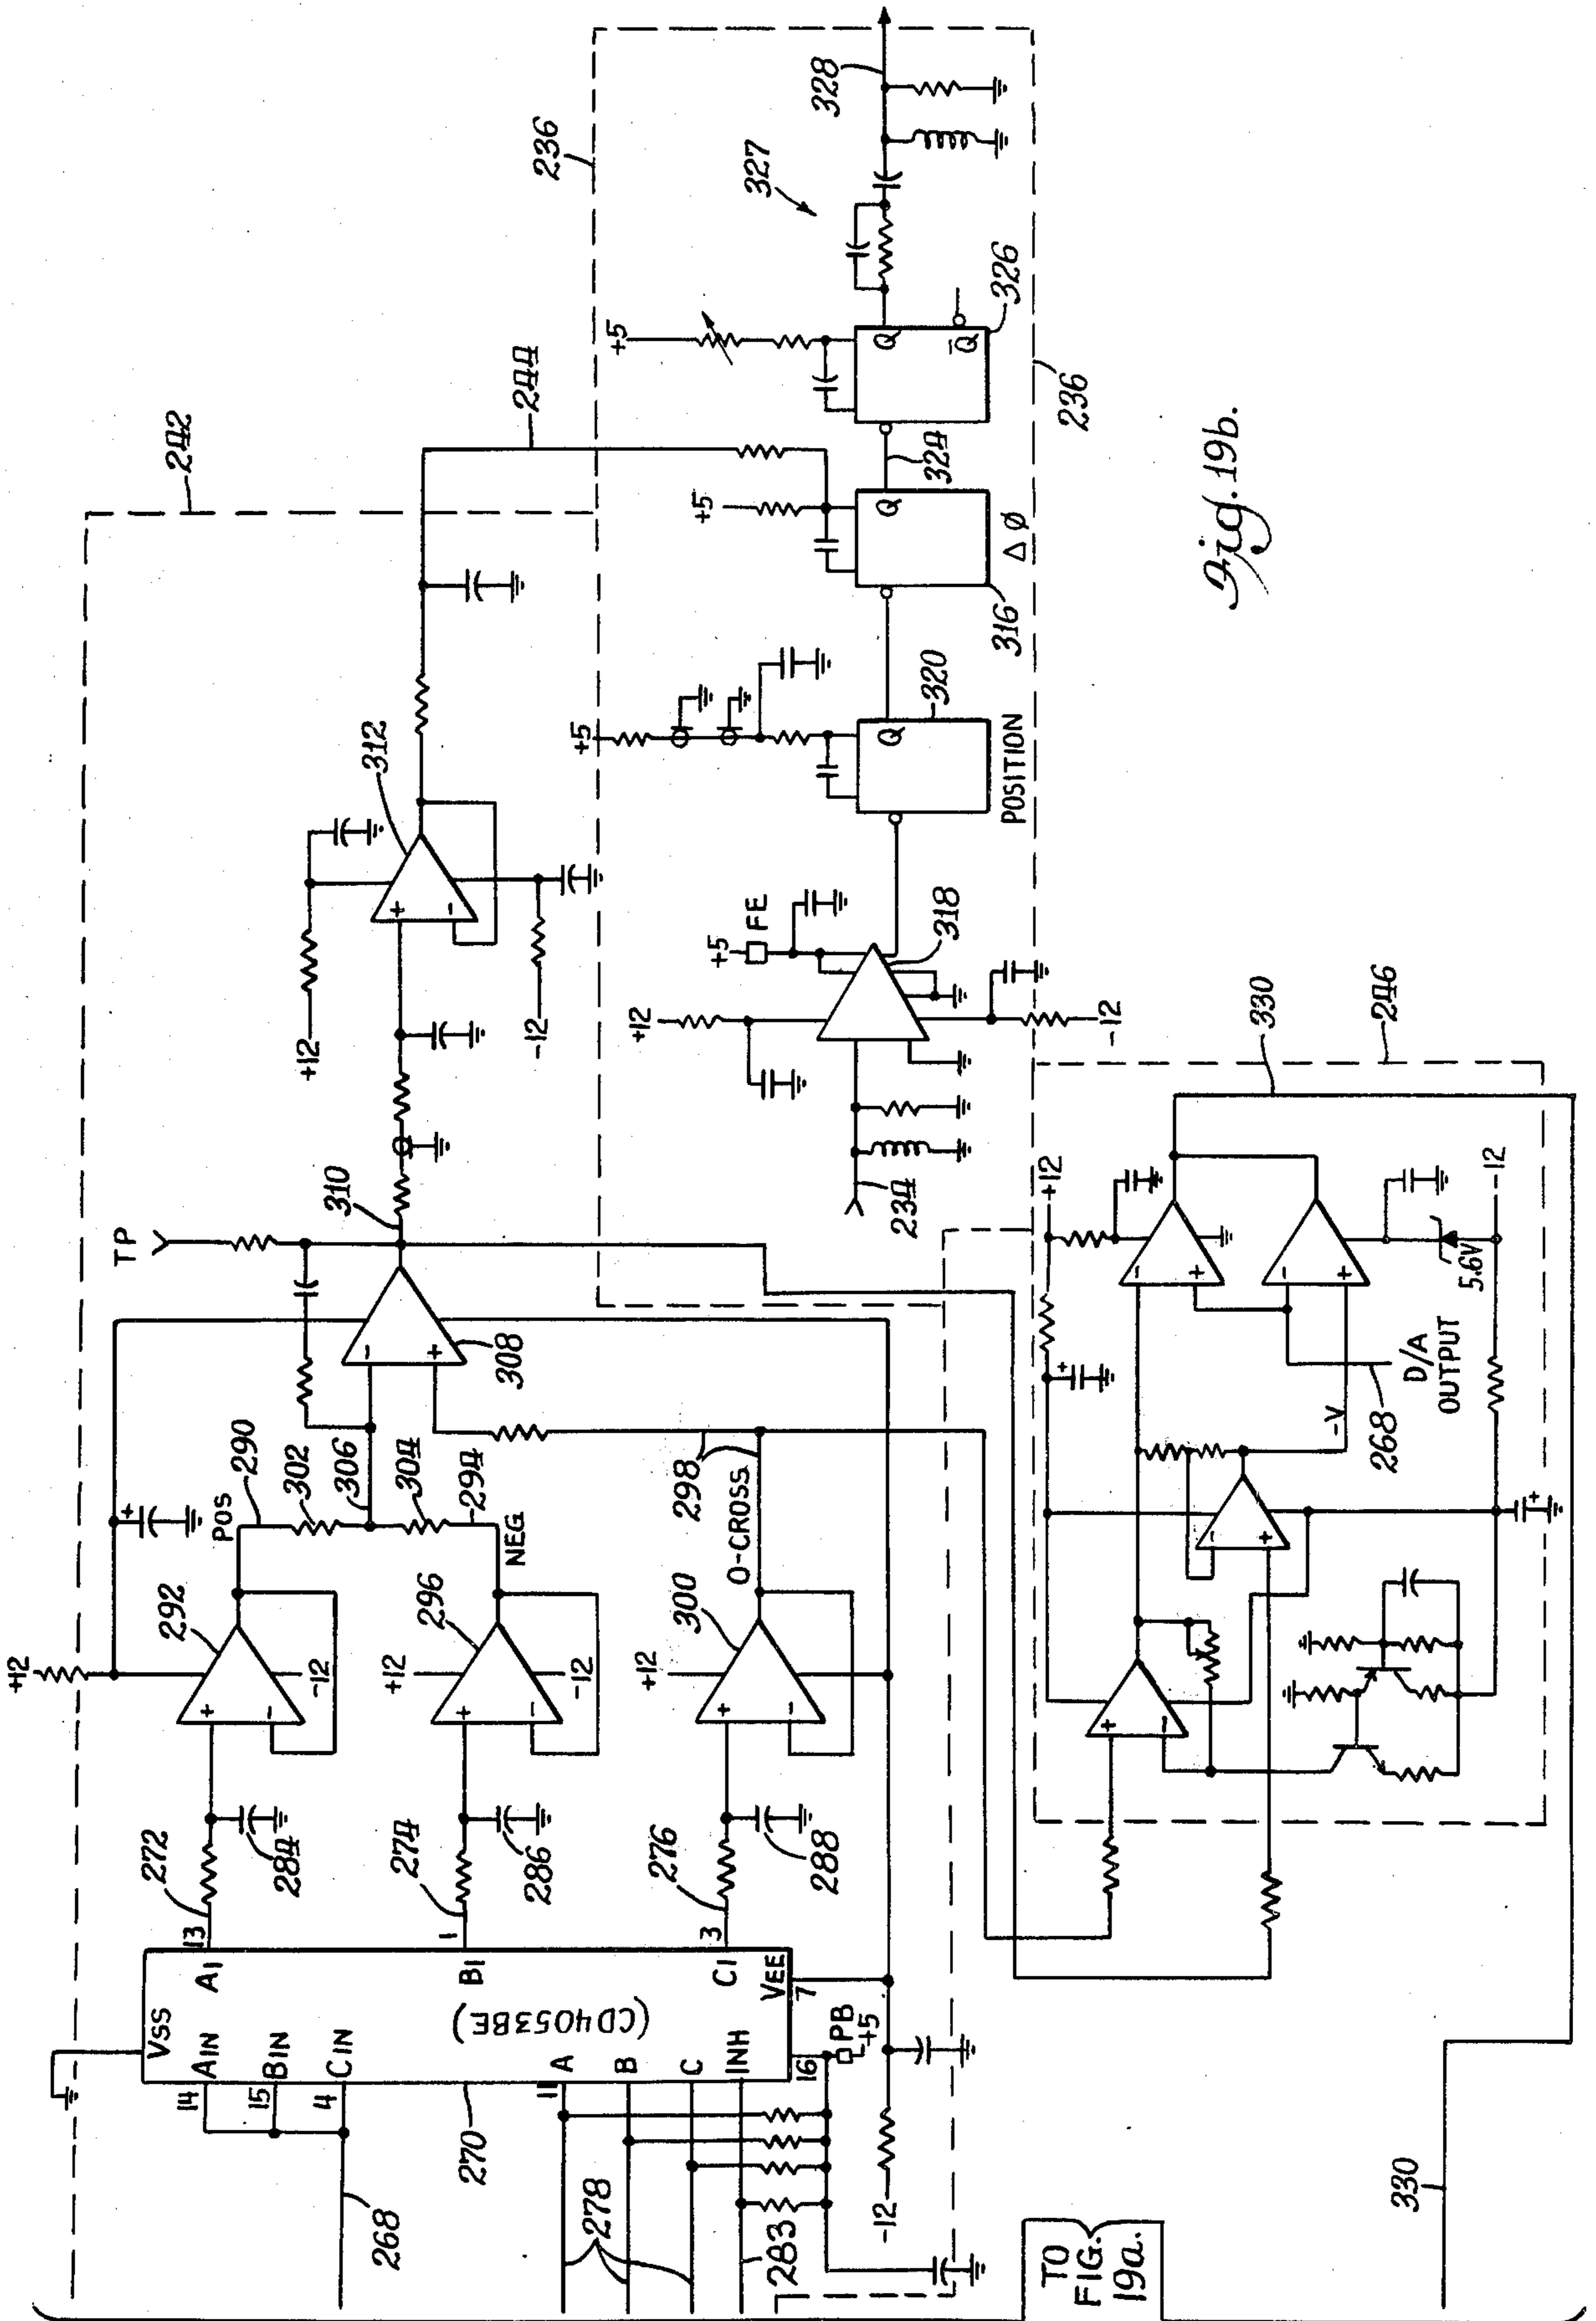 +12
-12
272
13
284
292
POS
290
302
306
304
294
NEG
+12
-12
274
1
286
296
+12
276
3
288
300
O-CROSS
298
308
310
TP
+12
-12
312
242
244
VSS
AIN
BIN
CIN
A1
B1
C1
(CD4053BE)
A
B
C
INH
VEE
14
15
4
11
16
7
PB
+5
270
268
278
283
-12
236
+12
-12
+5
FE
318
234
+5
Q
320
POSITION
+5
Q
316
Δ Ø
324
+5
Q
Q̄
326
327
328
236
246
330
+12
-12
5.6V
-V
D/A
OUTPUT
268
330
TO
FIG.
19a.
Fig. 19b.
+
-
+
-
+
-
-
+
+
-
+
-
-
+
-
+
-
+
+
+
+